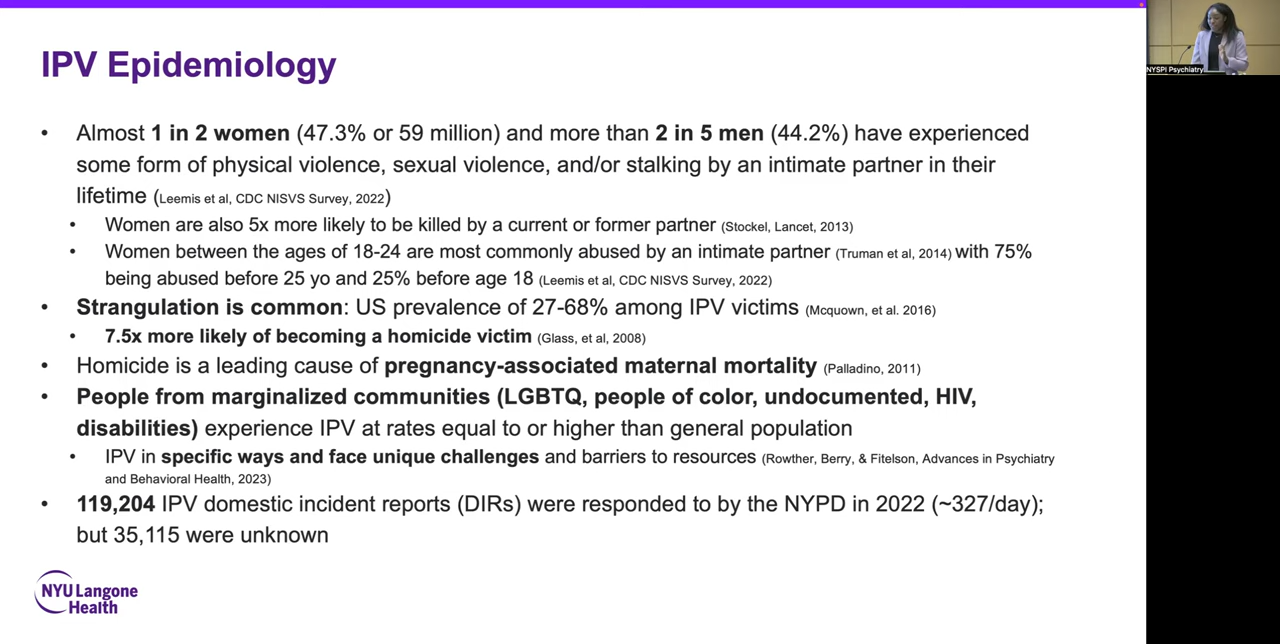 IPV Epidemiology
NYSPI Psychiatry
• Almost 1 in 2 women (47.3% or 59 million) and more than 2 in 5 men (44.2%) have experienced
some form of physical violence, sexual violence, and/or stalking by an intimate partner in their
lifetime (Leemis et al, CDC NISVS Survey, 2022)
• Women are also 5x more likely to be killed by a current or former partner (Stockel, Lancet, 2013)
• Women between the ages of 18-24 are most commonly abused by an intimate partner (Truman et al, 2014) with 75%
being abused before 25 yo and 25% before age 18 (Leemis et al, CDC NISVS Survey, 2022)
• Strangulation is common: US prevalence of 27-68% among IPV victims (Mcquown, et al. 2016)
• 7.5x more likely of becoming a homicide victim (Glass, et al, 2008)
• Homicide is a leading cause of pregnancy-associated maternal mortality (Palladino, 2011)
• People from marginalized communities (LGBTQ, people of color, undocumented, HIV,
disabilities) experience IPV at rates equal to or higher than general population
• IPV in specific ways and face unique challenges and barriers to resources (Rowther, Berry, & Fitelson, Advances in Psychiatry
and Behavioral Health, 2023)
• 119,204 IPV domestic incident reports (DIRs) were responded to by the NYPD in 2022 (~327/day);
but 35,115 were unknown
NYU Langone
Health